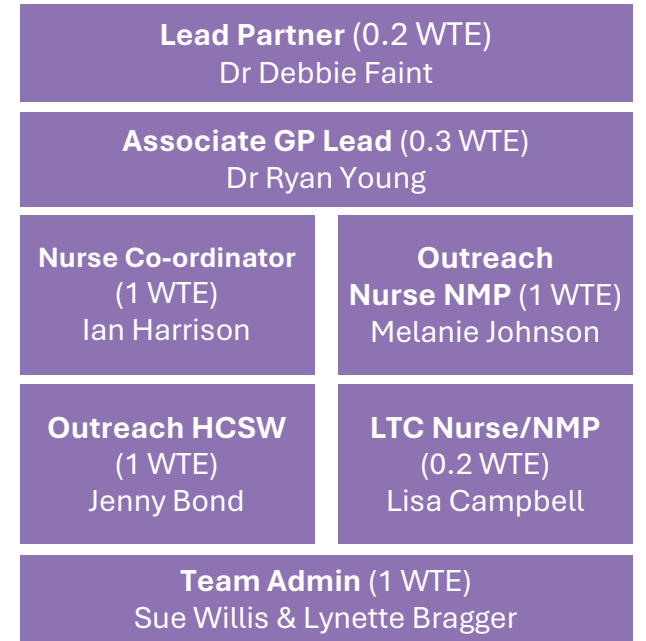 Lead Partner (0.2 WTE)
Dr Debbie Faint
Associate GP Lead (0.3 WTE)
Dr Ryan Young
Nurse Co-ordinator
(1 WTE)
Ian Harrison
Outreach
Nurse NMP (1 WTE)
Melanie Johnson
Outreach HCSW
(1 WTE)
Jenny Bond
LTC Nurse/NMP
(0.2 WTE)
Lisa Campbell
Team Admin (1 WTE)
Sue Willis & Lynette Bragger